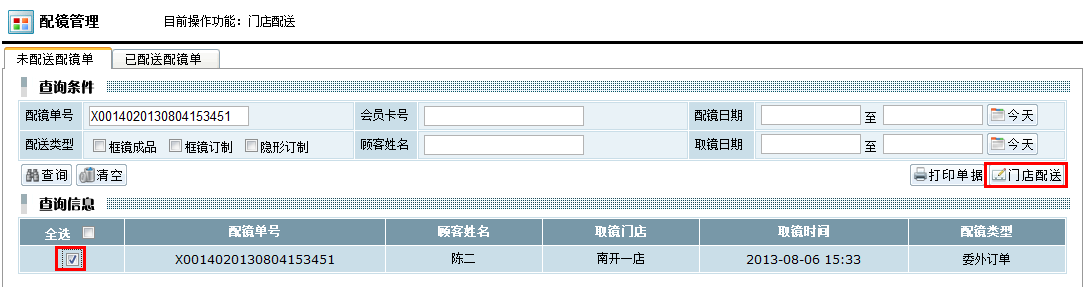 配镜管理 目前操作功能：门店配送
未配送配镜单 已配送配镜单
查询条件
配镜单号 X0014020130804153451 会员卡号 配镜日期 至 今天
配送类型 框镜成品 框镜订制 隐形订制 顾客姓名 取镜日期 至 今天
查询 清空 打印单据 门店配送
查询信息
全选 配镜单号 顾客姓名 取镜门店 取镜时间 配镜类型
X0014020130804153451 陈二 南开一店 2013-08-06 15:33 委外订单